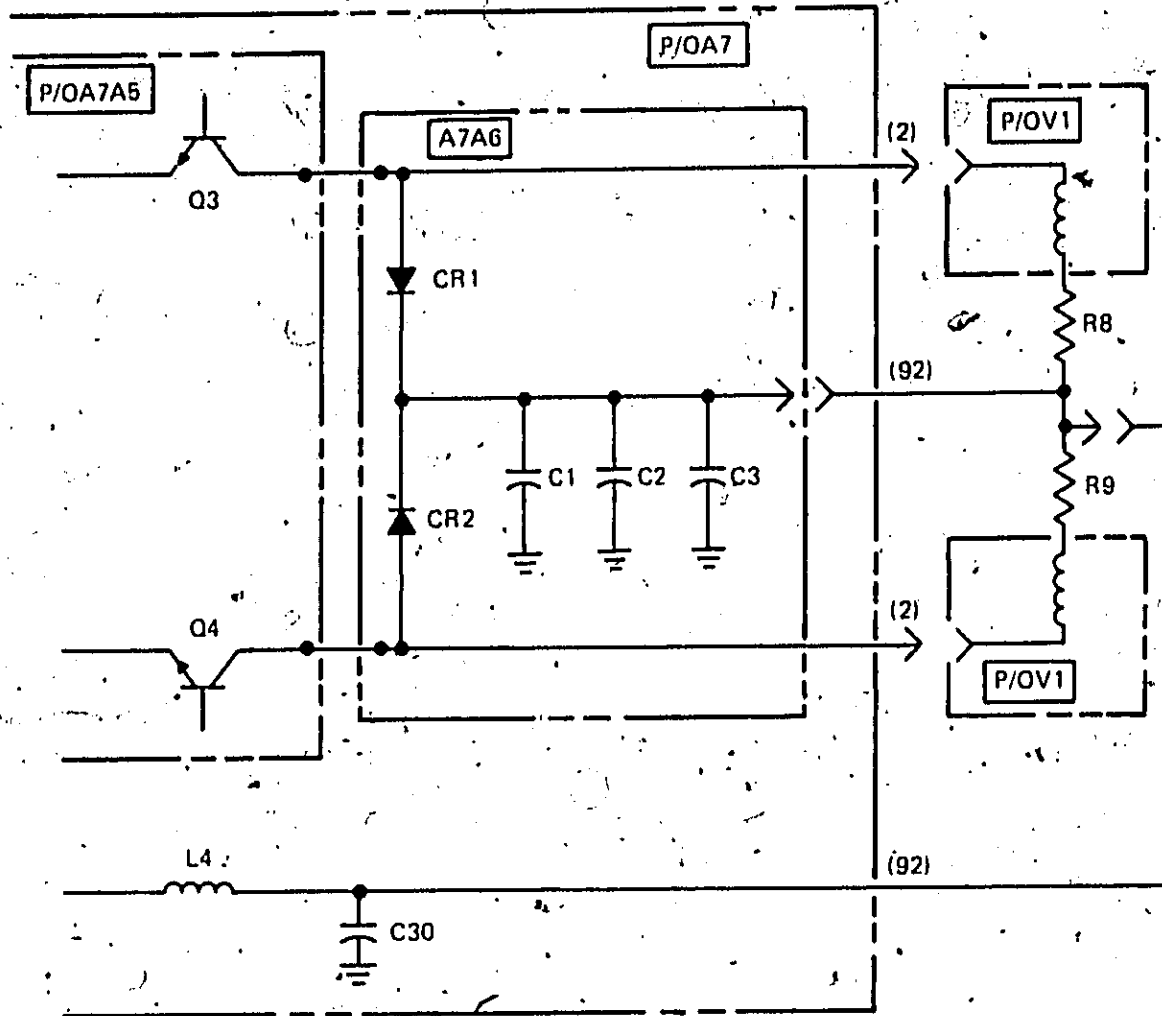 P/OA7
P/OA7A5
P/OV1
A7A6
(2)
Q3
CR1
R8
(92)
C1
C2
C3
R9
CR2
(2)
Q4
P/OV1
L4
(92)
C30